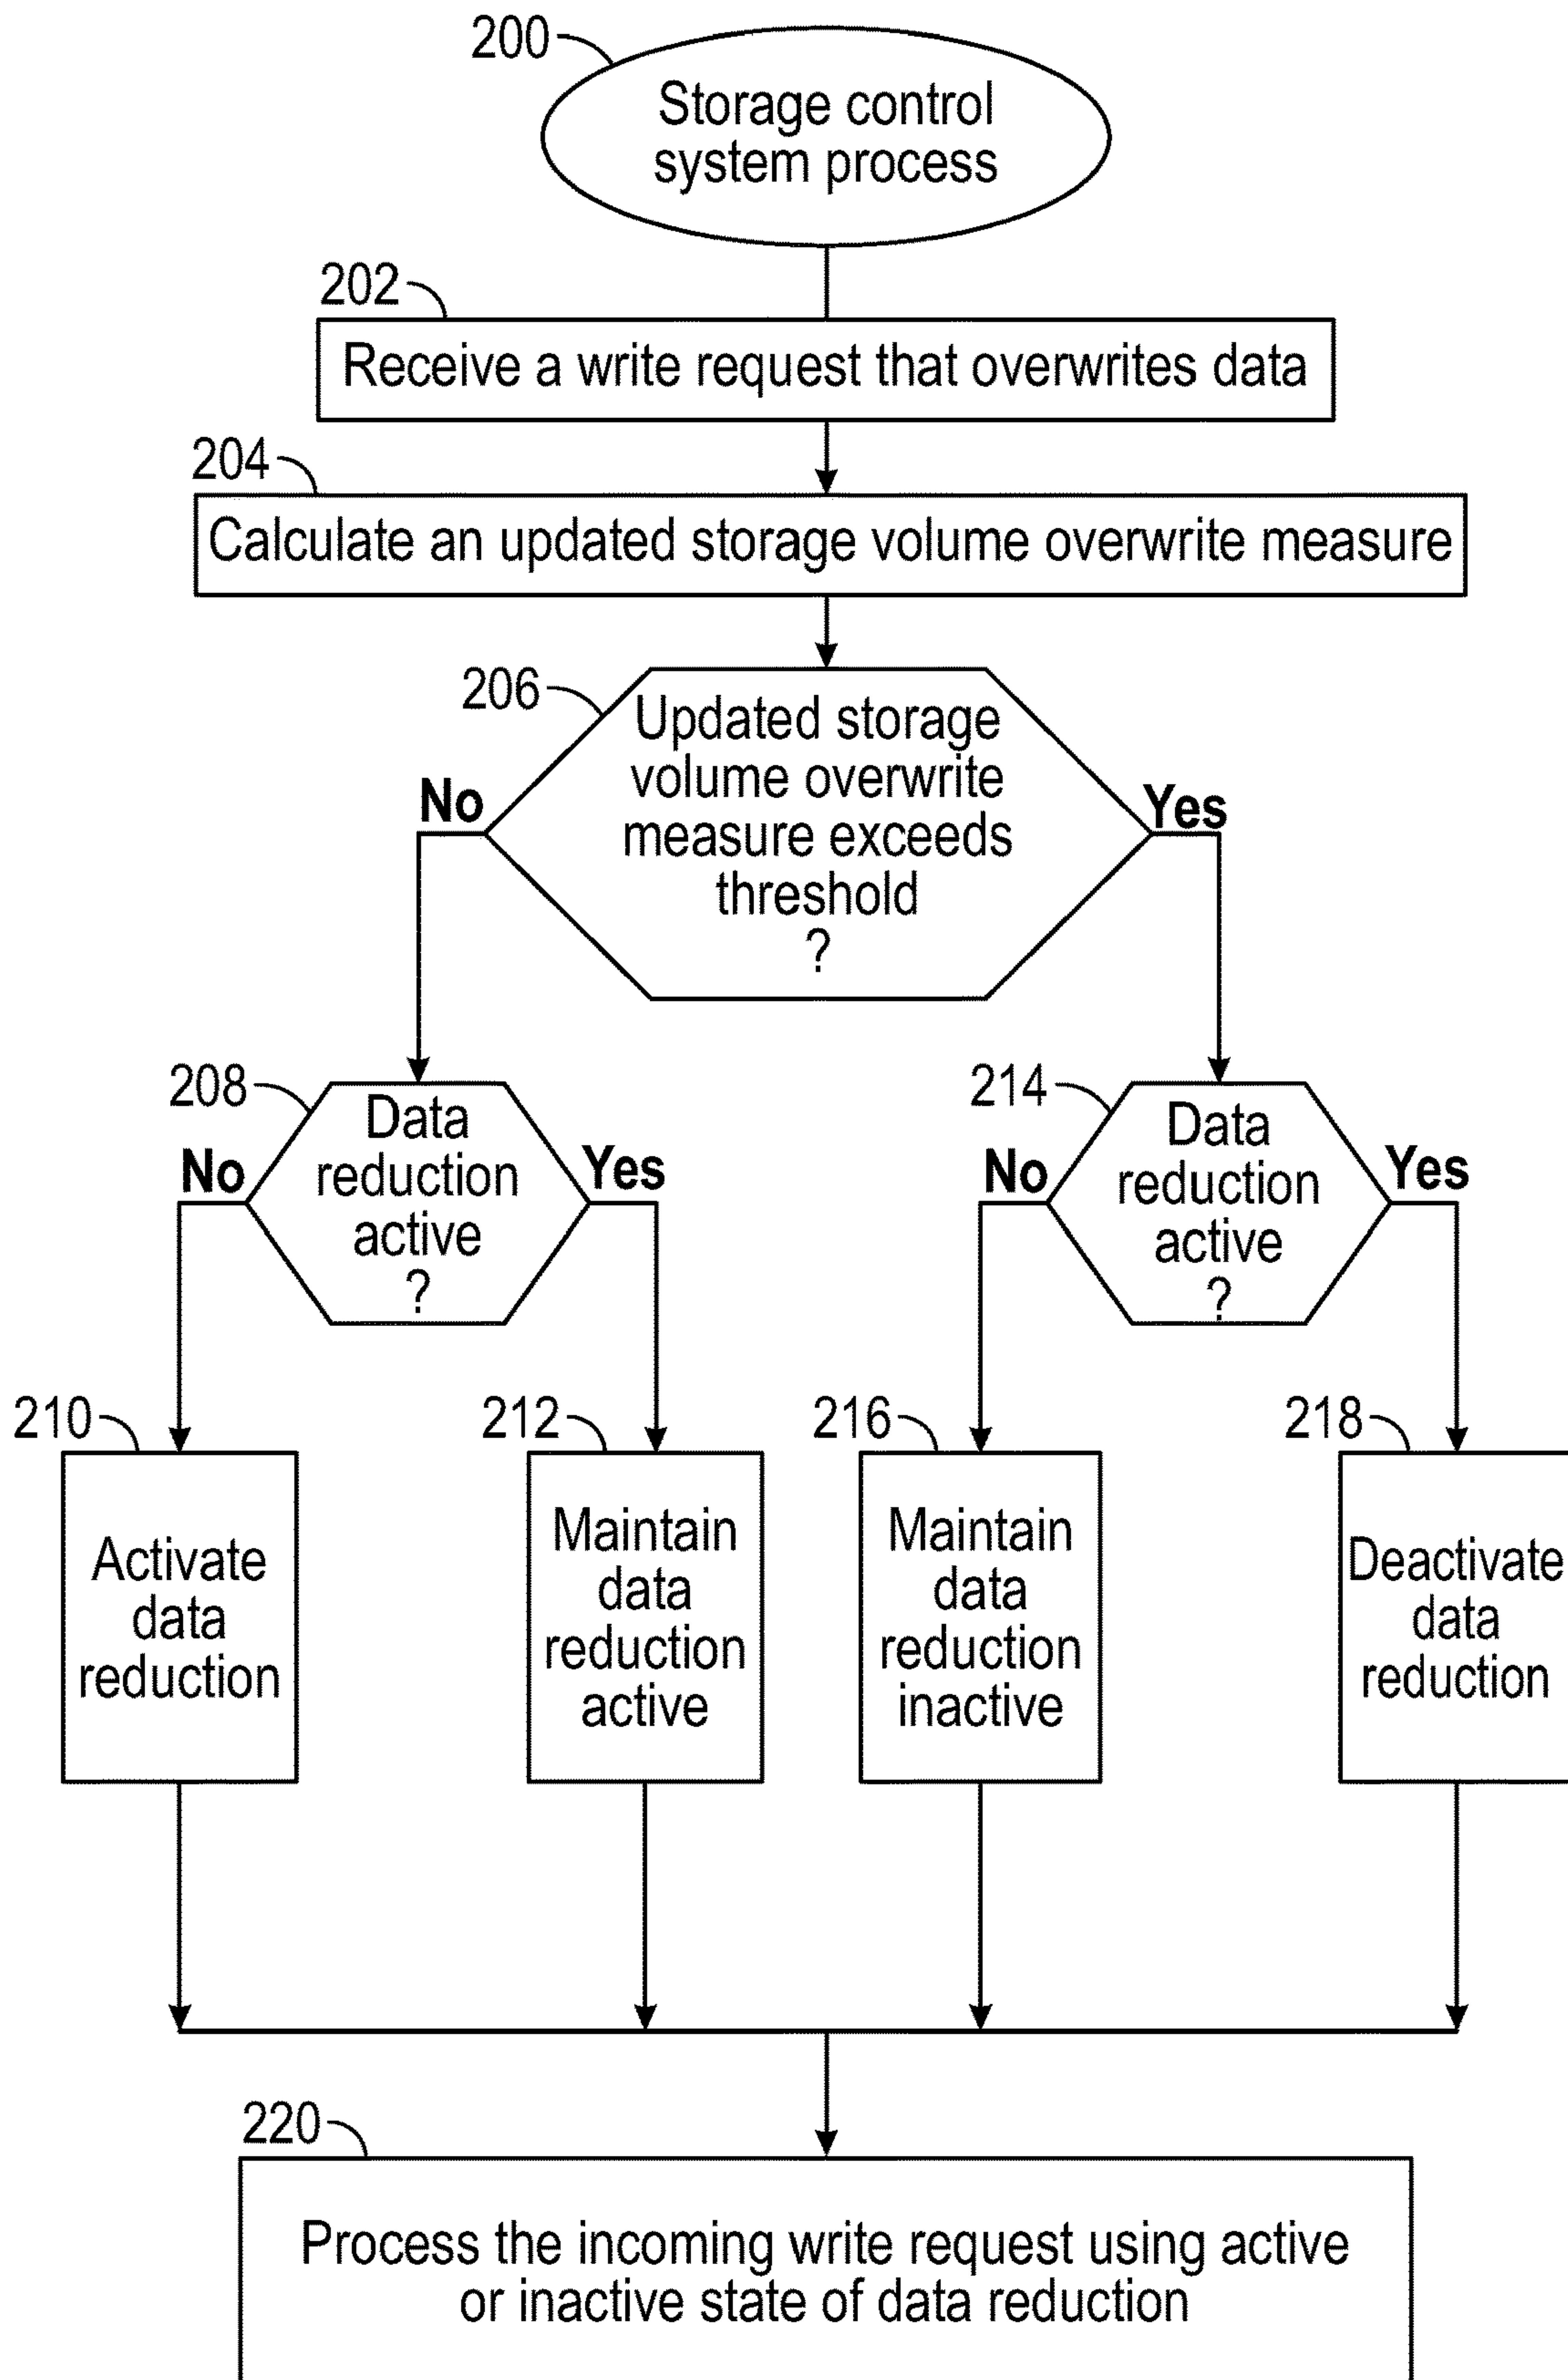 200
Storage control
system process
202
Receive a write request that overwrites data
204
Calculate an updated storage volume overwrite measure
206
Updated storage
volume overwrite
measure exceeds
threshold
?
No
Yes
208
Data
reduction
active
?
No
Yes
214
Data
reduction
active
?
No
Yes
210
Activate
data
reduction
212
Maintain
data
reduction
active
216
Maintain
data
reduction
inactive
218
Deactivate
data
reduction
220
Process the incoming write request using active
or inactive state of data reduction